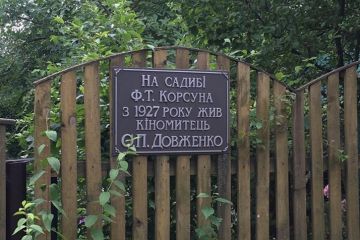 НА САДИБІ
Ф.Т. КОРСУНА
З 1927 РОКУ ЖИВ
КІНОМИТЕЦЬ
О.П. ДОВЖЕНКО